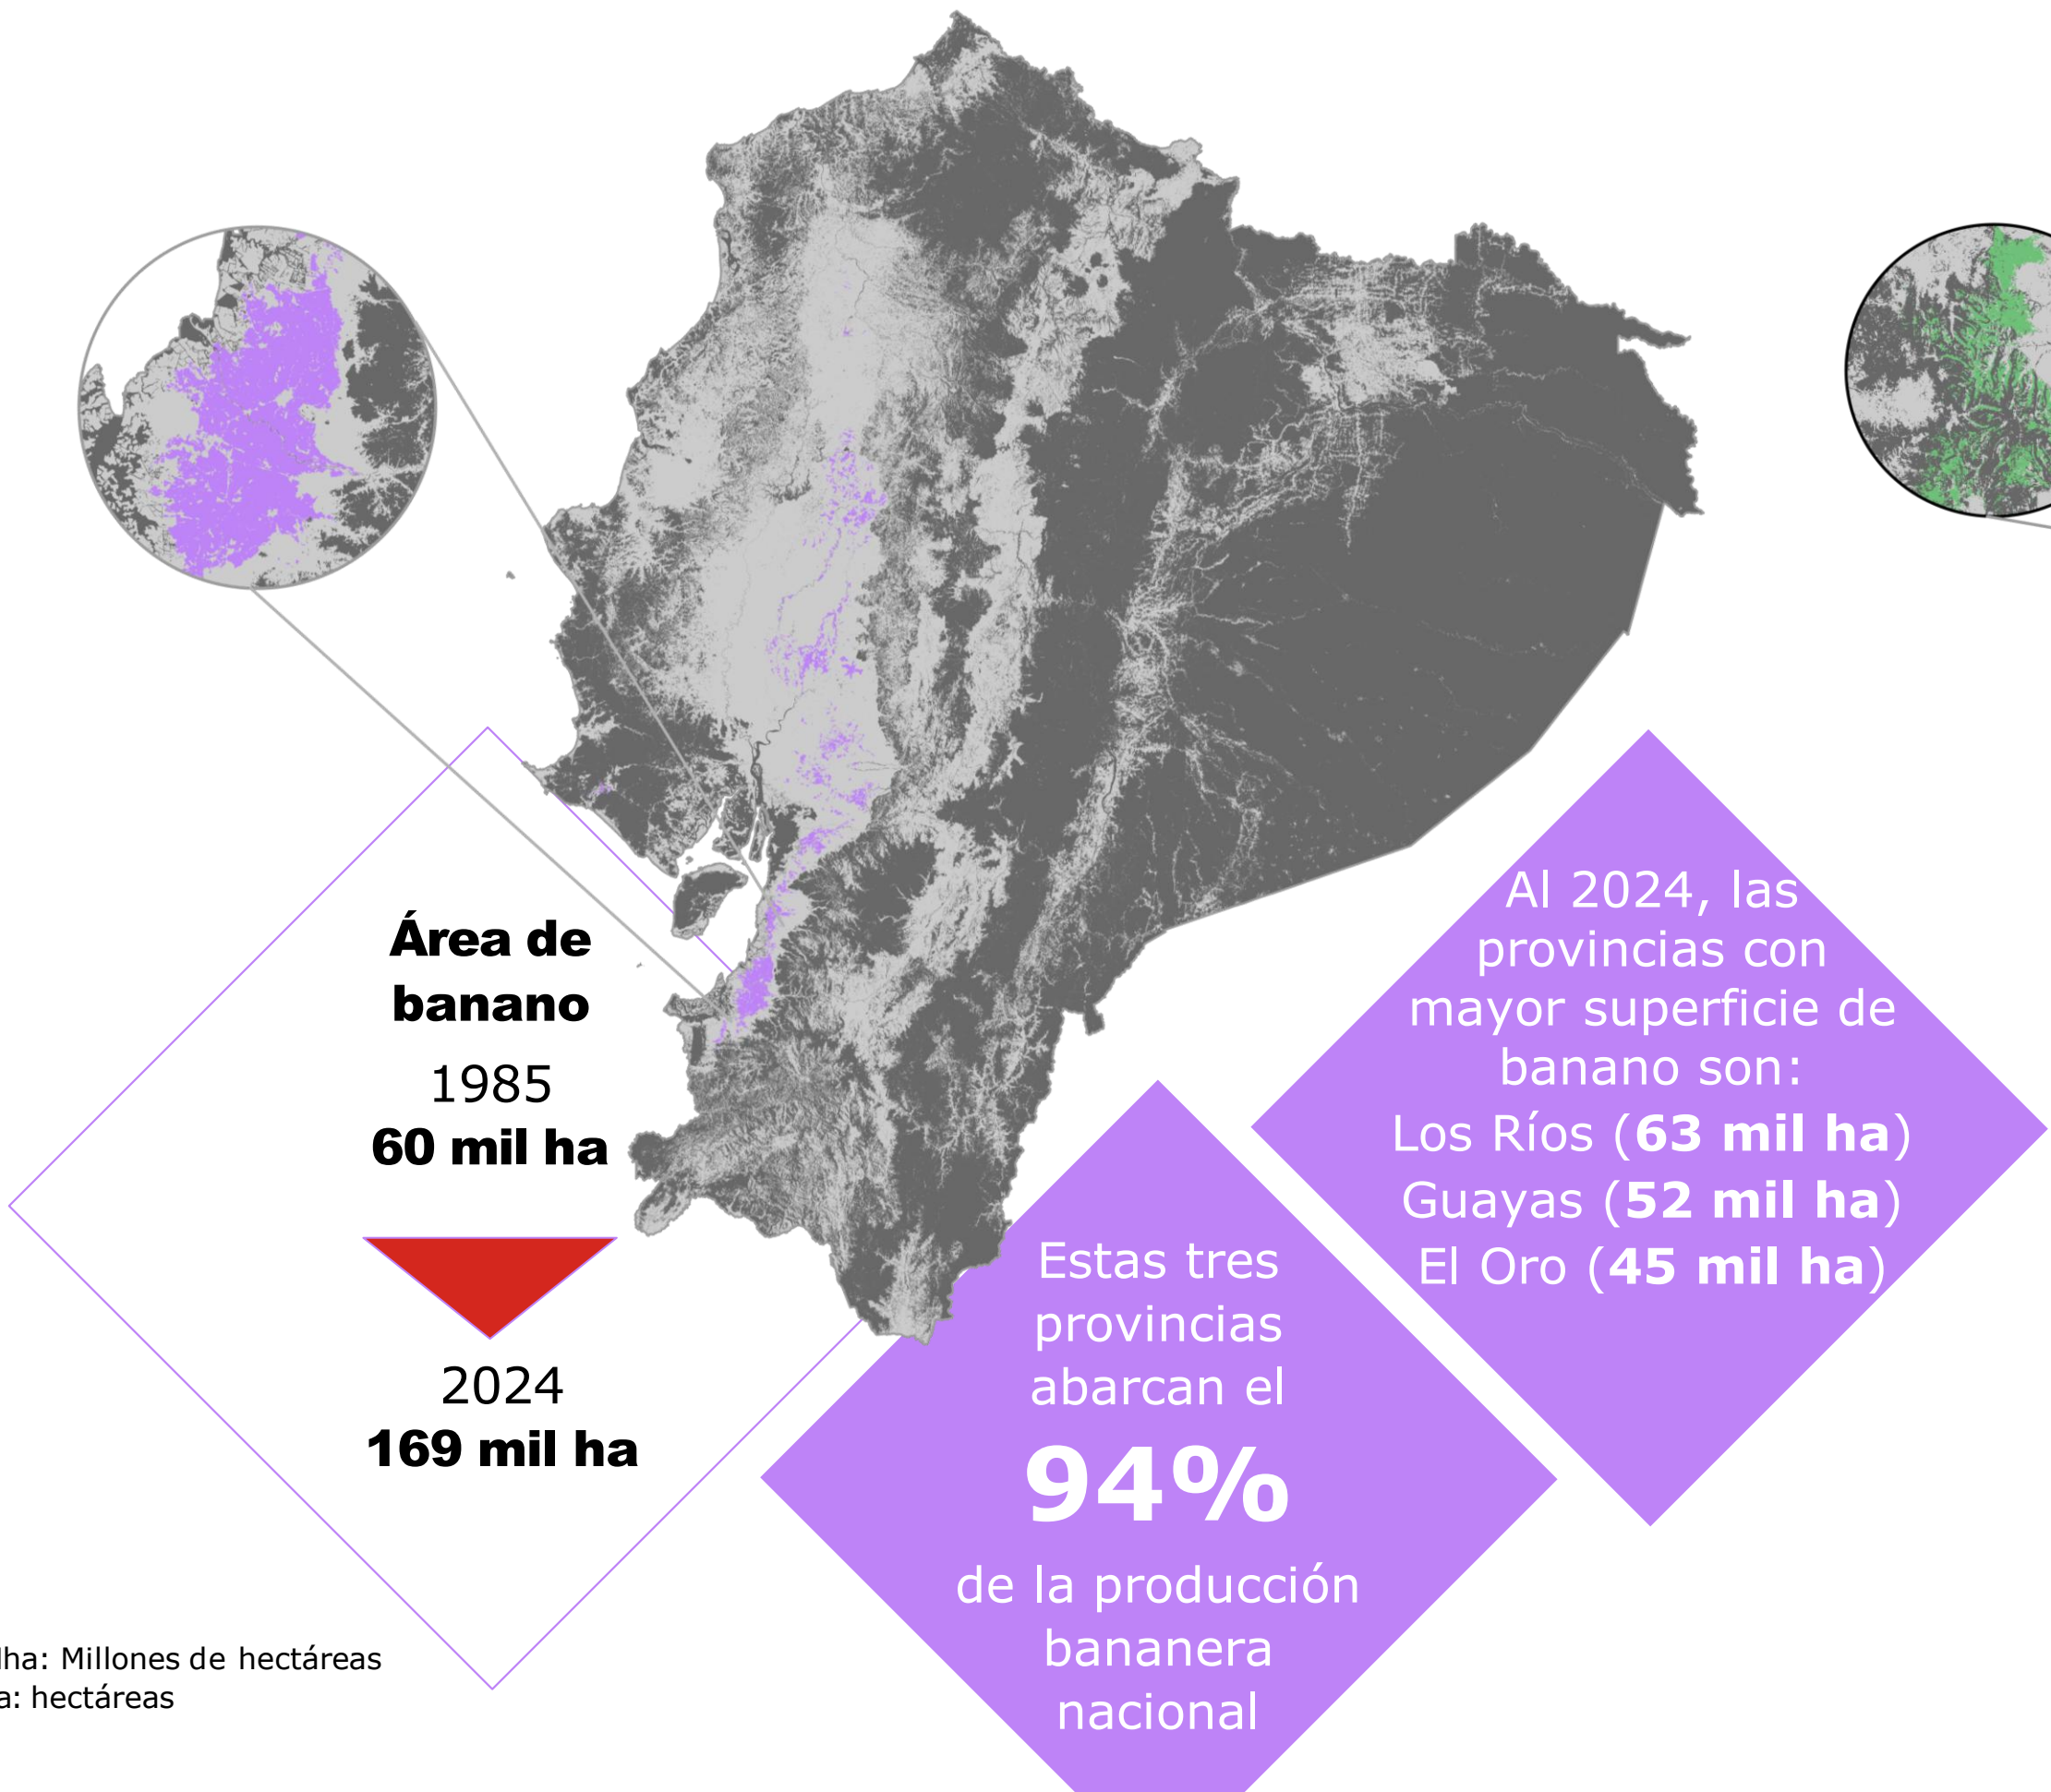 Área de
banano
1985
60 mil ha
2024
169 mil ha
Al 2024, las
provincias con
mayor superficie de
banano son:
Los Ríos (63 mil ha)
Guayas (52 mil ha)
El Oro (45 mil ha)
Estas tres
provincias
abarcan el
94%
de la producción
bananera
nacional
: Millones de hectáreas
: hectáreas